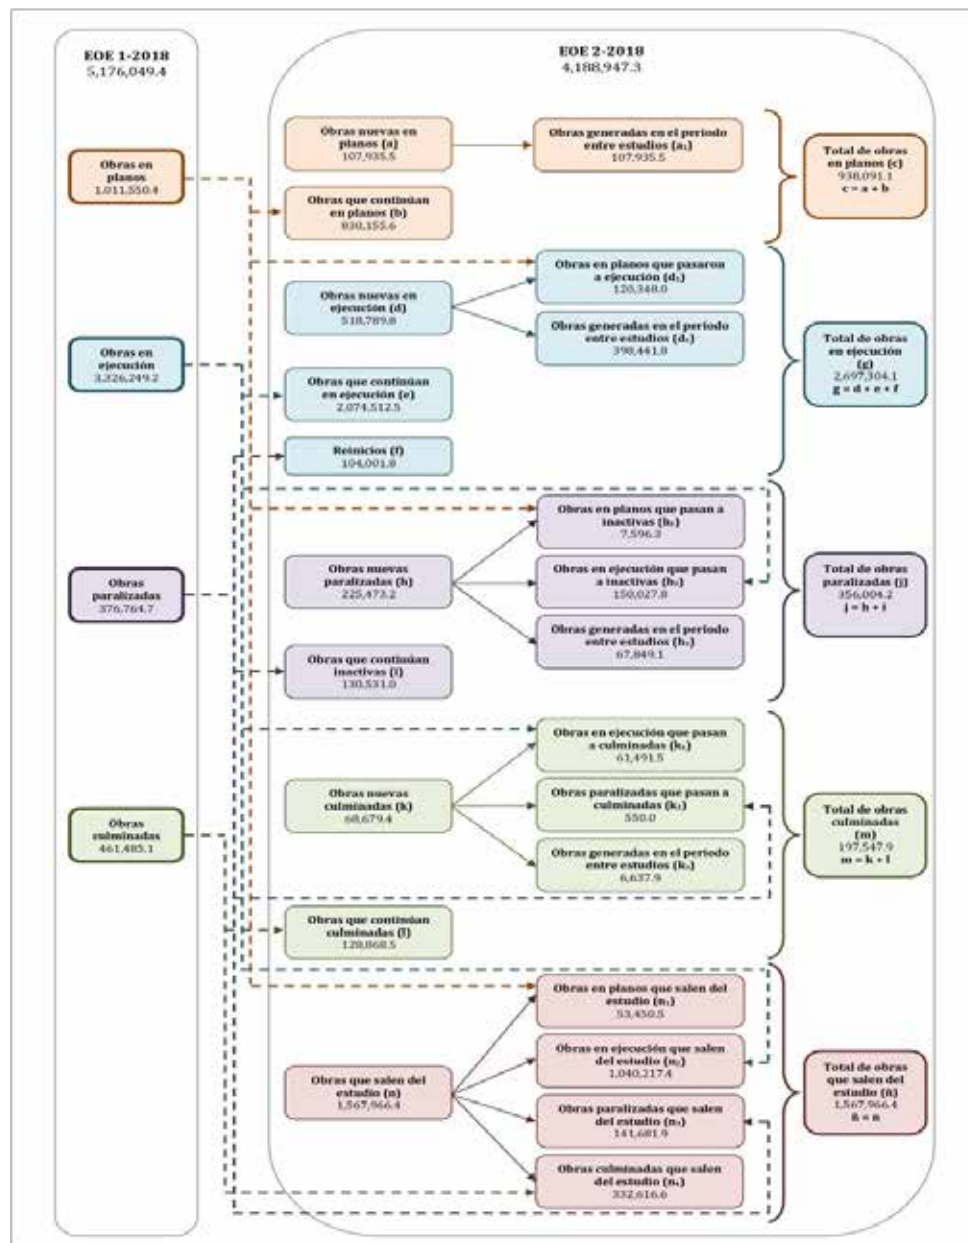 EOE 1-2018
5,176,049.4
Obras en
planos
1,011,550.4
Obras en
ejecución
3,326,249.2
Obras
paralizadas
376,764.7
Obras
culminadas
461,485.1
EOE 2-2018
4,188,947.3
Obras nuevas en
planos (a)
107,935.5
Obras generadas en el periodo
entre estudios (a₁)
107,935.5
Obras que continúan
en planos (b)
830,155.6
Total de obras
en planos (c)
938,091.1
c = a + b
Obras nuevas en
ejecución (d)
518,789.8
Obras en planos que pasaron
a ejecución (d₁)
120,348.0
Obras generadas en el periodo
entre estudios (d₂)
398,441.8
Obras que continúan
en ejecución (e)
2,074,512.5
Reinicios (f)
104,001.8
Total de obras
en ejecución
(g)
2,697,304.1
g = d + e + f
Obras nuevas paralizadas (h)
225,473.2
Obras en planos que pasan a
inactivas (h₁)
7,596.3
Obras en ejecución que pasan
a inactivas (h₂)
150,027.8
Obras generadas en el periodo
entre estudios (h₃)
67,849.1
Obras que continúan
inactivas (i)
130,531.0
Total de obras
paralizadas (j)
356,004.2
j = h + i
Obras nuevas
culminadas (k)
68,679.4
Obras en ejecución que pasan
a culminadas (k₁)
61,491.5
Obras paralizadas que pasan a
culminadas (k₂)
550.0
Obras generadas en el periodo
entre estudios (k₃)
6,637.9
Obras que continúan
culminadas (l)
128,868.5
Total de obras
culminadas
(m)
197,547.9
m = k + l
Obras que salen del
estudio (n)
1,567,966.4
Obras en planos que salen del
estudio (n₁)
53,450.5
Obras en ejecución que salen
del estudio (n₂)
1,040,217.4
Obras paralizadas que salen
del estudio (n₃)
141,681.9
Obras culminadas que salen
del estudio (n₄)
332,616.6
Total de obras
que salen del
estudio (ñ)
1,567,966.4
ñ = n